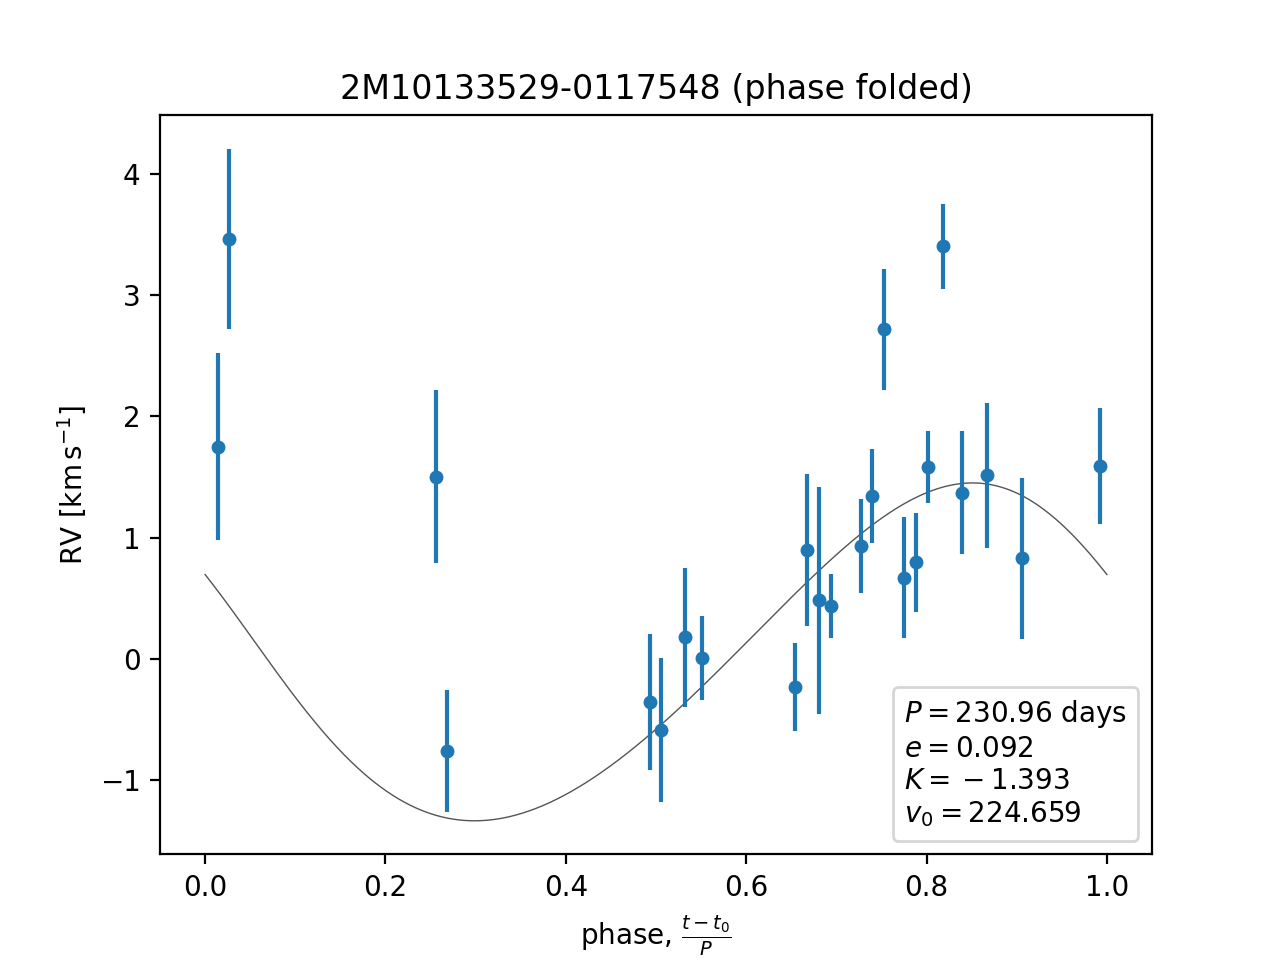 2M10133529-0117548 (phase folded)
RV [km s⁻¹]
4
3
2
1
0
−1
P = 230.96 days
e = 0.092
K = −1.393
v₀ = 224.659
0.0 0.2 0.4 0.6 0.8 1.0
phase, (t − t₀)/P